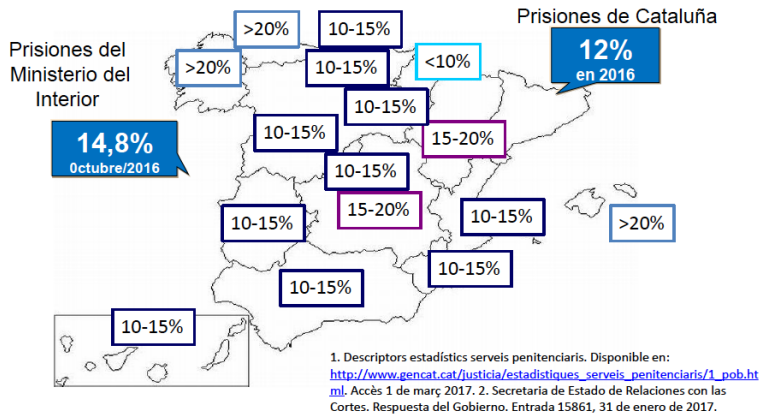 Prisiones de Cataluña
12%
en 2016
Prisiones del
Ministerio del
Interior
14,8%
0ctubre/2016
>20%
10-15%
>20%
10-15%
<10%
10-15%
10-15%
15-20%
10-15%
15-20%
10-15%
10-15%
>20%
10-15%
10-15%
10-15%
1. Descriptors estadístics serveis penitenciaris. Disponible en:
http://www.gencat.cat/justicia/estadistiques_serveis_penitenciaris/1_pob.ht
ml. Accès 1 de març 2017. 2. Secretaria de Estado de Relaciones con las
Cortes. Respuesta del Gobierno. Entrada 15861, 31 de enero de 2017.